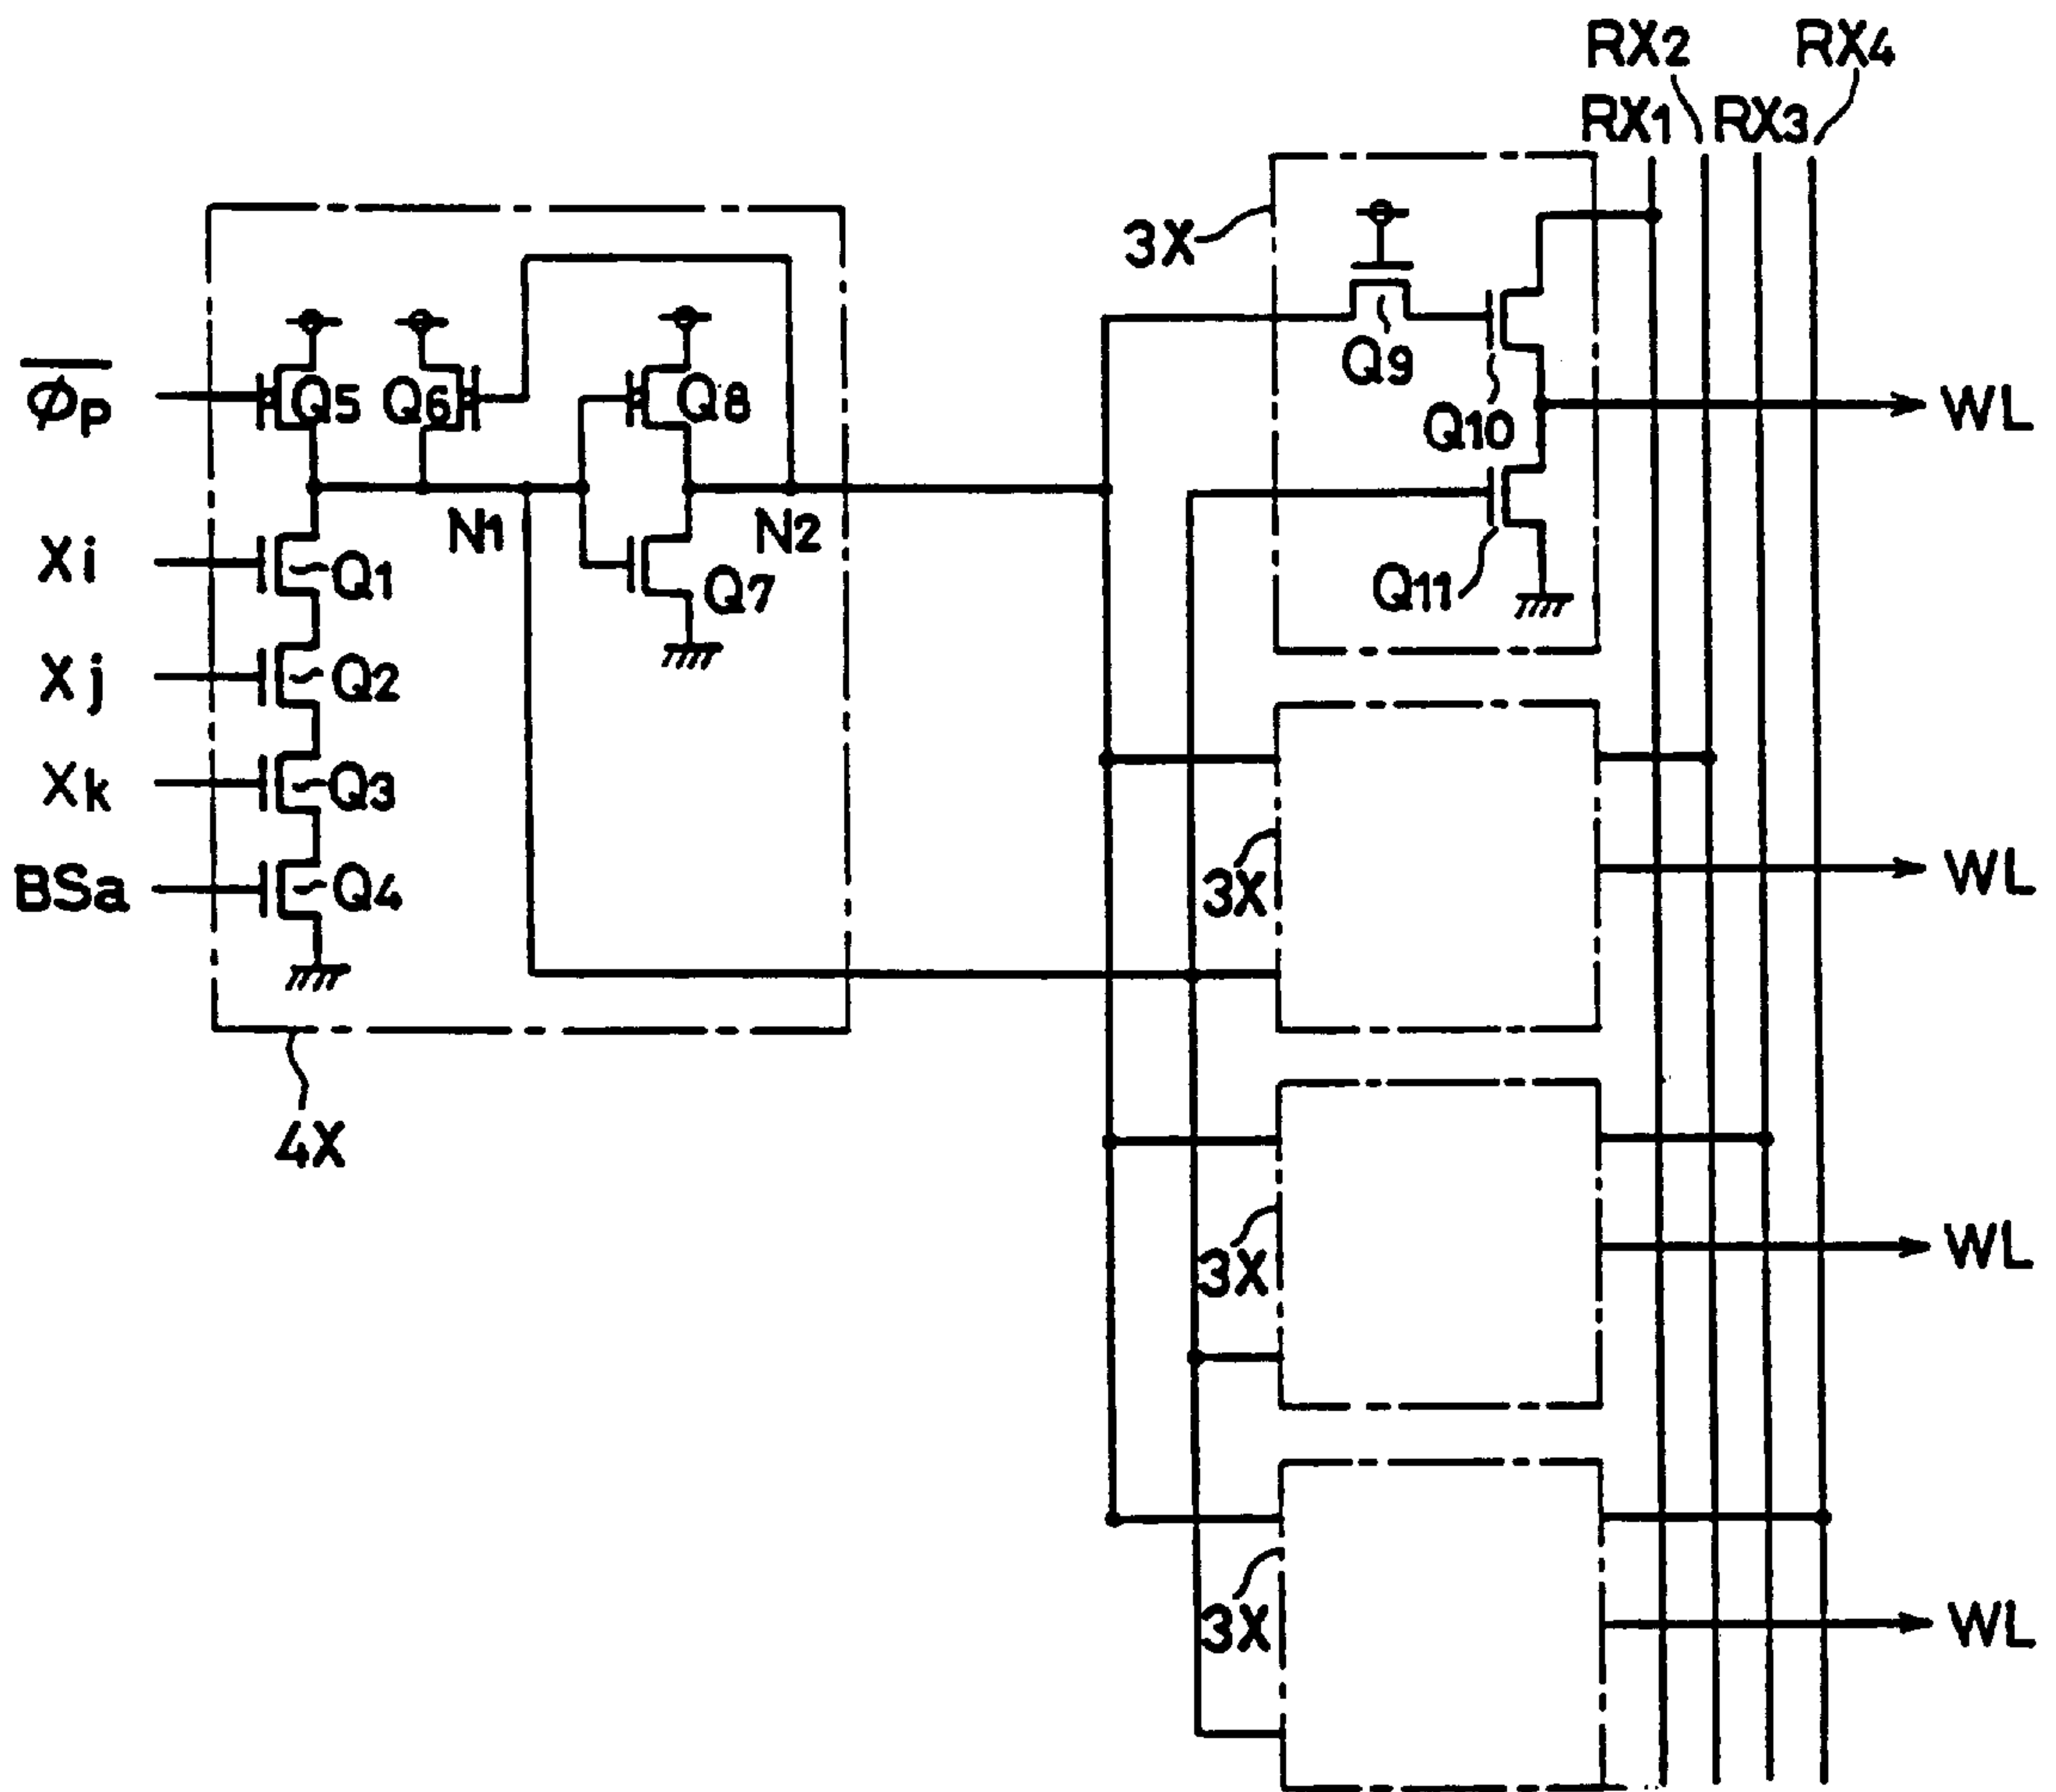 RX2 RX4
RX1 RX3
3X
Q5 Q6 Q8
Q9
φP
Q10
WL
N1 N2
Xi
Q1
Q7
Q11
Xj
Q2
Xk
Q3
BSa
Q4
3X
WL
4X
3X
WL
3X
WL